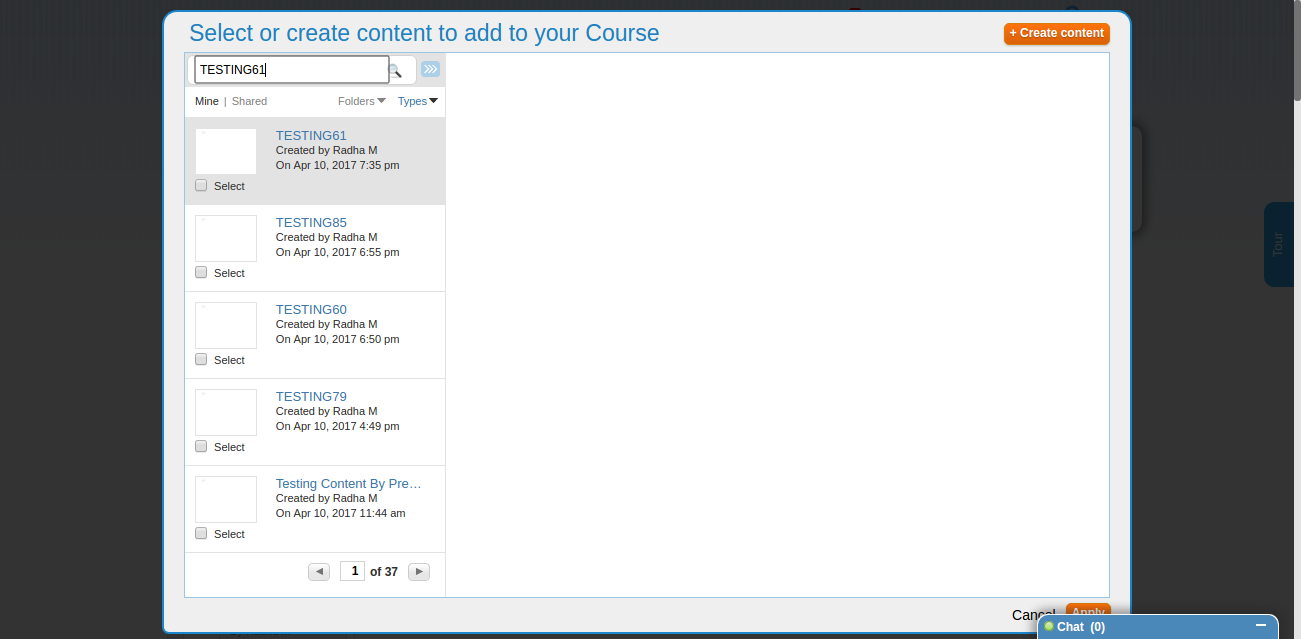 Select or create content to add to your Course
+ Create content
TESTING61
Mine | Shared Folders Types
TESTING61
Created by Radha M
On Apr 10, 2017 7:35 pm
Select
TESTING85
Created by Radha M
On Apr 10, 2017 6:55 pm
Select
TESTING60
Created by Radha M
On Apr 10, 2017 6:50 pm
Select
TESTING79
Created by Radha M
On Apr 10, 2017 4:49 pm
Select
Testing Content By Pre…
Created by Radha M
On Apr 10, 2017 11:44 am
Select
1 of 37
Tour
Cancel Apply
Chat (0)